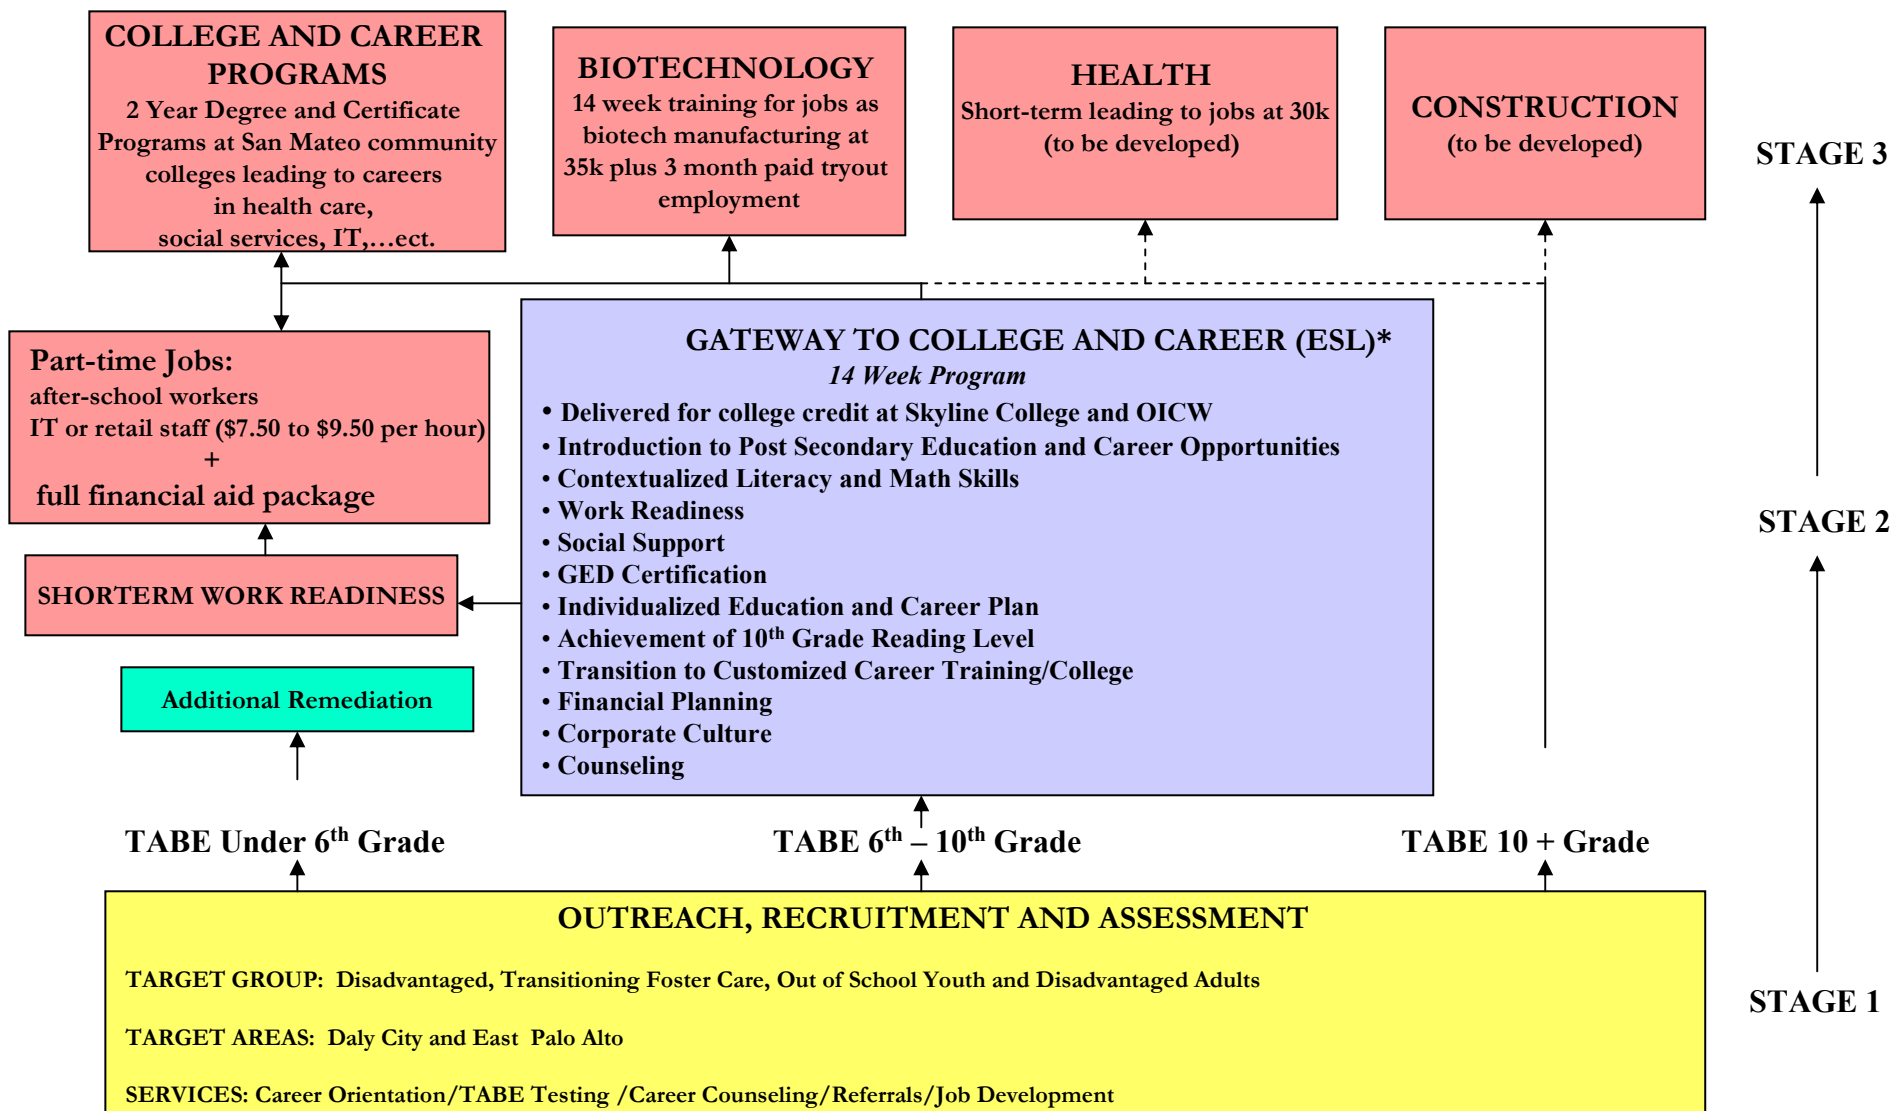 COLLEGE AND CAREER
PROGRAMS
2 Year Degree and Certificate
Programs at San Mateo community
colleges leading to careers
in health care,
social services, IT,…ect.
BIOTECHNOLOGY
14 week training for jobs as
biotech manufacturing at
35k plus 3 month paid tryout
employment
HEALTH
Short-term leading to jobs at 30k
(to be developed)
CONSTRUCTION
(to be developed)
STAGE 3
Part-time Jobs:
after-school workers
IT or retail staff ($7.50 to $9.50 per hour)
+
full financial aid package
SHORTERM WORK READINESS
Additional Remediation
GATEWAY TO COLLEGE AND CAREER (ESL)*
14 Week Program
• Delivered for college credit at Skyline College and OICW
• Introduction to Post Secondary Education and Career Opportunities
• Contextualized Literacy and Math Skills
• Work Readiness
• Social Support
• GED Certification
• Individualized Education and Career Plan
• Achievement of 10th Grade Reading Level
• Transition to Customized Career Training/College
• Financial Planning
• Corporate Culture
• Counseling
STAGE 2
TABE Under 6th Grade
TABE 6th – 10th Grade
TABE 10 + Grade
OUTREACH, RECRUITMENT AND ASSESSMENT
TARGET GROUP: Disadvantaged, Transitioning Foster Care, Out of School Youth and Disadvantaged Adults
TARGET AREAS: Daly City and East Palo Alto
SERVICES: Career Orientation/TABE Testing /Career Counseling/Referrals/Job Development
STAGE 1